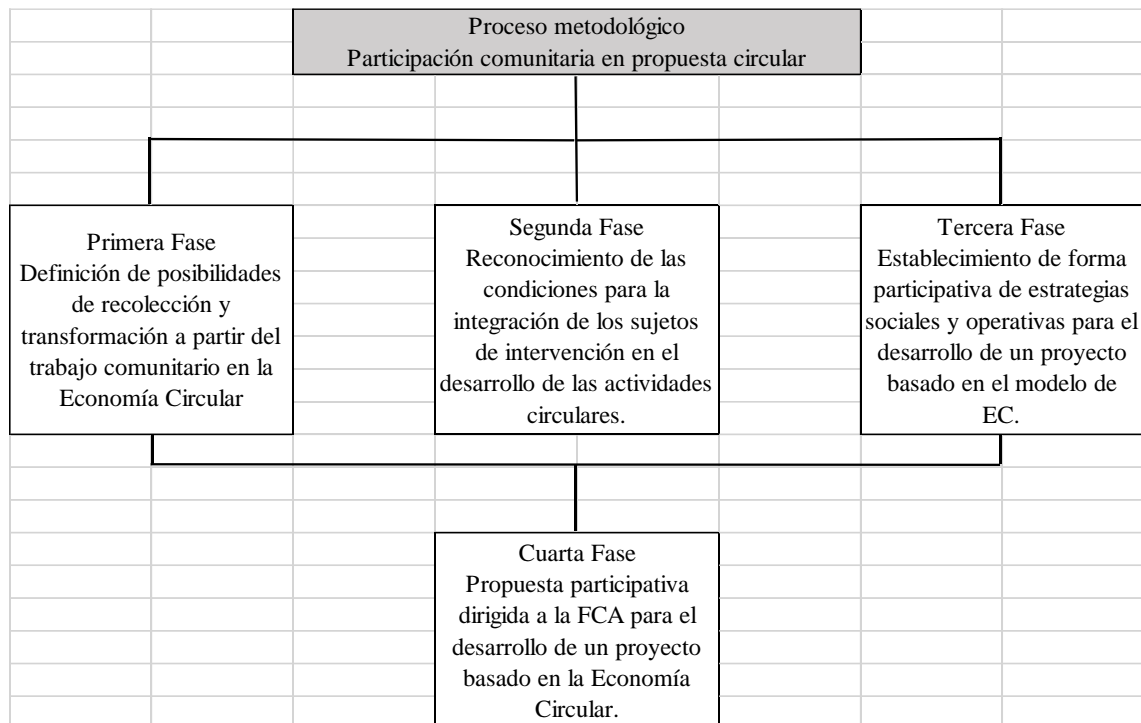 Proceso metodológico
Participación comunitaria en propuesta circular
Primera Fase
Definición de posibilidades
de recolección y
transformación a partir del
trabajo comunitario en la
Economía Circular
Segunda Fase
Reconocimiento de las
condiciones para la
integración de los sujetos
de intervención en el
desarrollo de las actividades
circulares.
Tercera Fase
Establecimiento de forma
participativa de estrategias
sociales y operativas para el
desarrollo de un proyecto
basado en el modelo de
EC.
Cuarta Fase
Propuesta participativa
dirigida a la FCA para el
desarrollo de un proyecto
basado en la Economía
Circular.